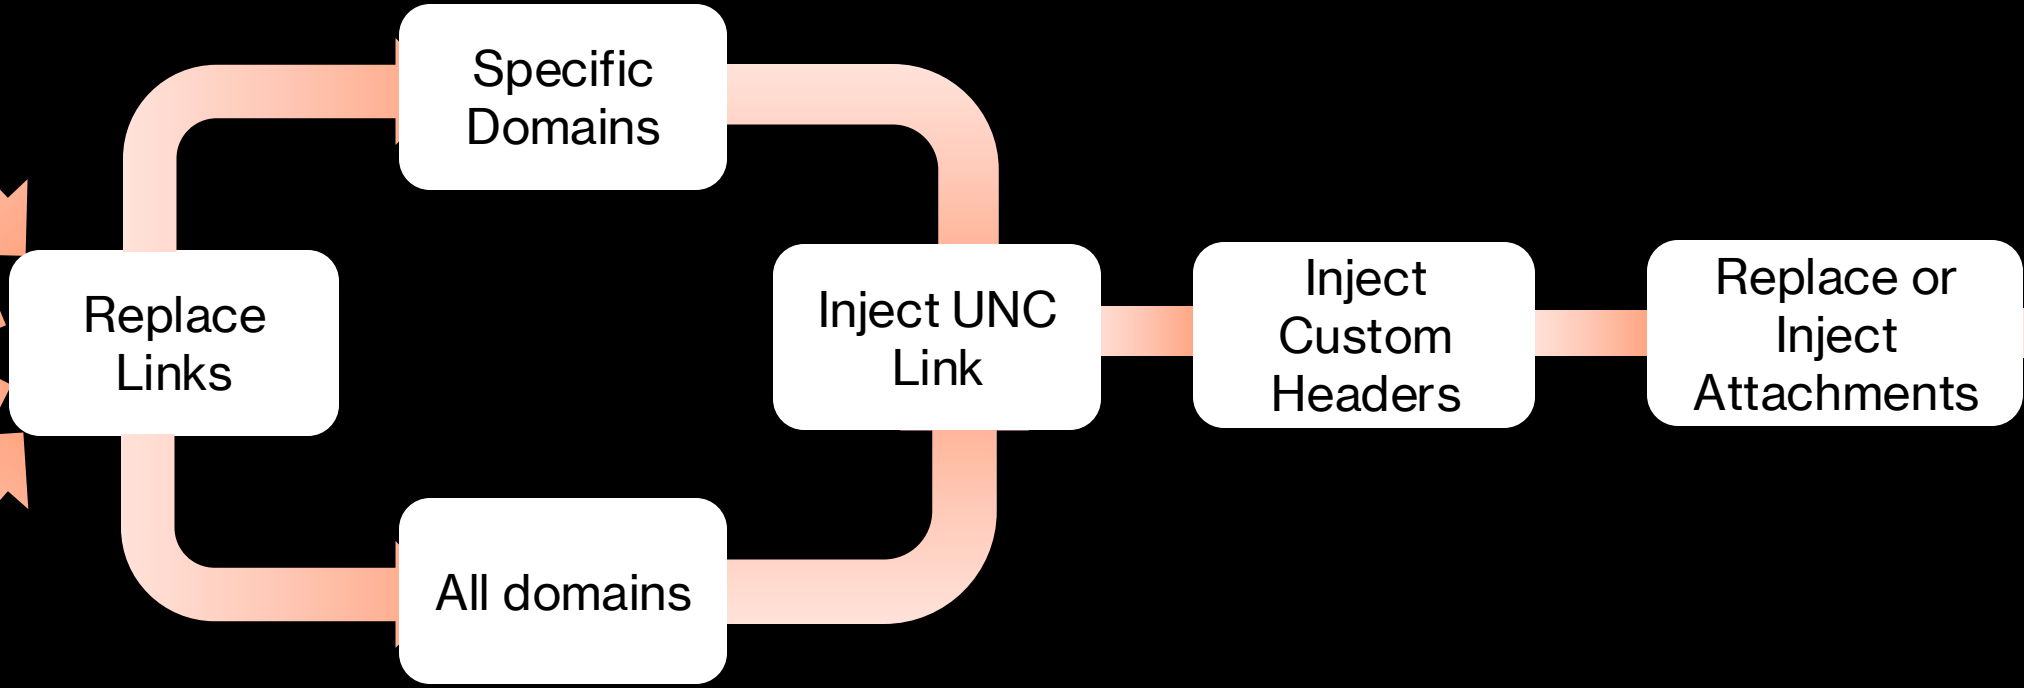 Specific
Domains
Replace
Links
Inject UNC
Link
Inject
Custom
Headers
Replace or
Inject
Attachments
All domains